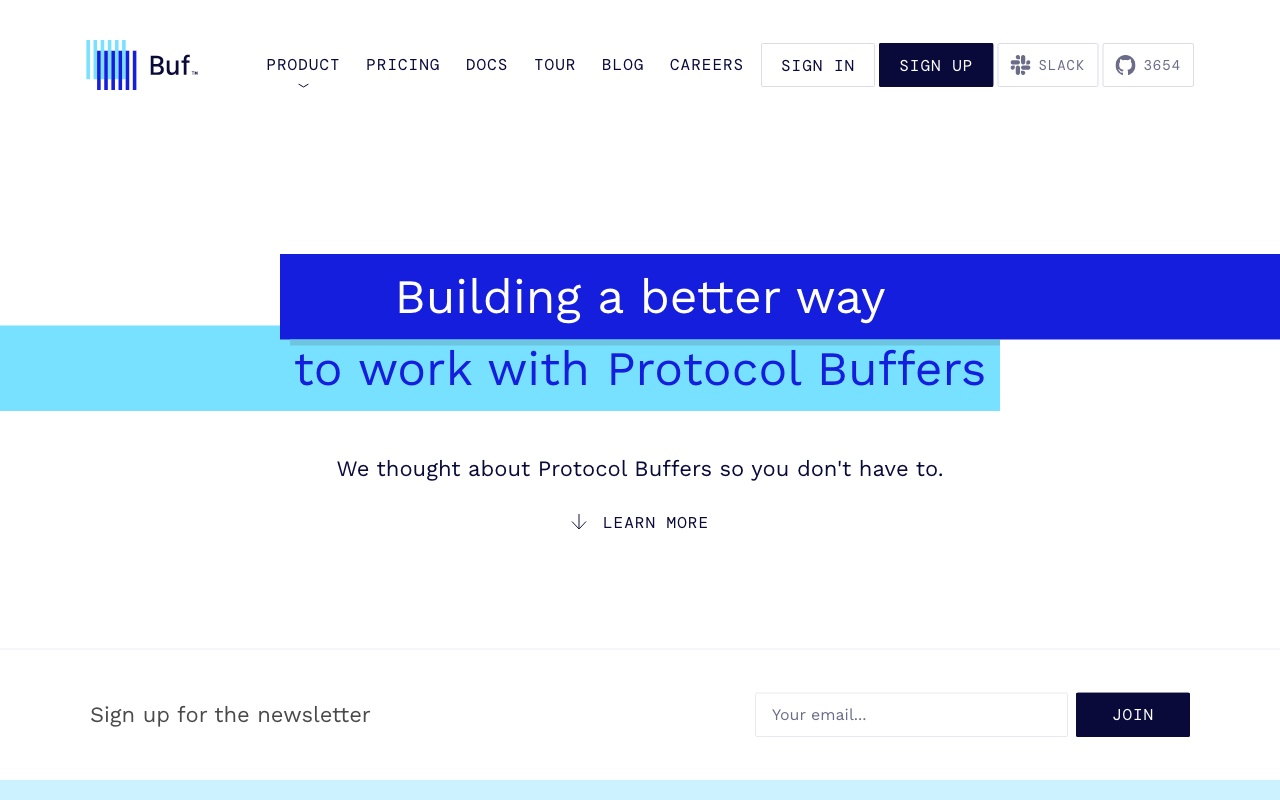 Buf™
PRODUCT
PRICING
DOCS
TOUR
BLOG
CAREERS
SIGN IN
SIGN UP
SLACK
3654
Building a better way
to work with Protocol Buffers
We thought about Protocol Buffers so you don't have to.
LEARN MORE
Sign up for the newsletter
Your email...
JOIN